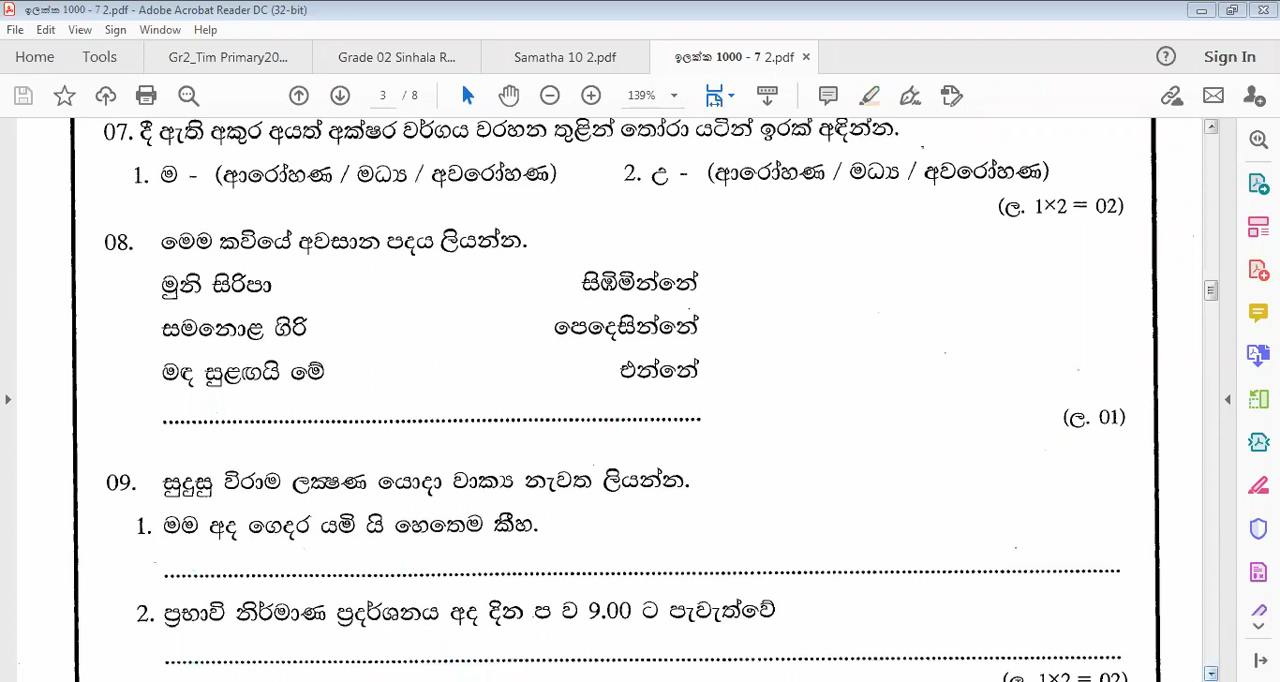 ඉලක්ක 1000 - 7 2.pdf - Adobe Acrobat Reader DC (32-bit)
File Edit View Sign Window Help
Home Tools Gr2_Tim Primary20... Grade 02 Sinhala R... Samatha 10 2.pdf ඉලක්ක 1000 - 7 2.pdf × Sign In
3 / 8 139%
07. දී ඇති අකුර අයත් අක්ෂර වර්ගය වරහන තුළින් තෝරා යටින් ඉරක් අඳින්න.
1. ම - (ආරෝහණ / මධ්‍ය / අවරෝහණ) 2. උ - (ආරෝහණ / මධ්‍ය / අවරෝහණ)
(ල. 1×2 = 02)
08. මෙම කවියේ අවසාන පදය ලියන්න.
මුනි සිරිපා සිඹිමින්නේ
සමනොළ ගිරි පෙදෙසින්නේ
මඳ සුළඟයි මේ එන්නේ
(ල. 01)
09. සුදුසු විරාම ලක්‍ෂණ යොදා වාක්‍ය නැවත ලියන්න.
1. මම අද ගෙදර යමි යි හෙතෙම කීහ.
2. ප්‍රභාවි නිර්මාණ ප්‍රදර්ශනය අද දින ප ව 9.00 ට පැවැත්වේ
(ල. 1×2 = 02)